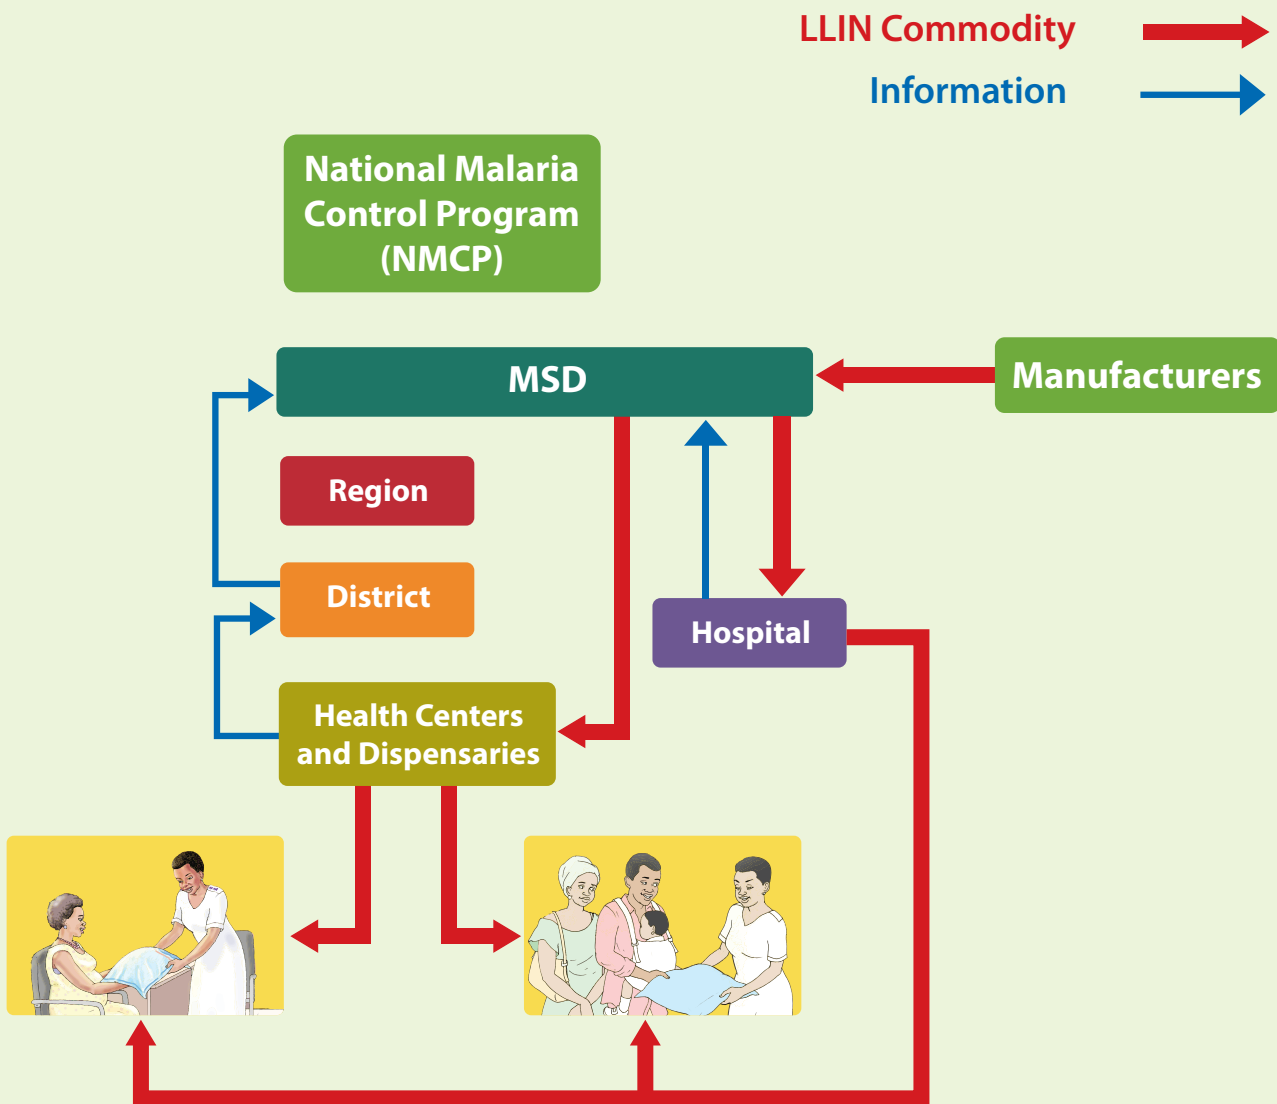 LLIN Commodity
Information
National Malaria
Control Program
(NMCP)
MSD
Manufacturers
Region
District
Hospital
Health Centers
and Dispensaries